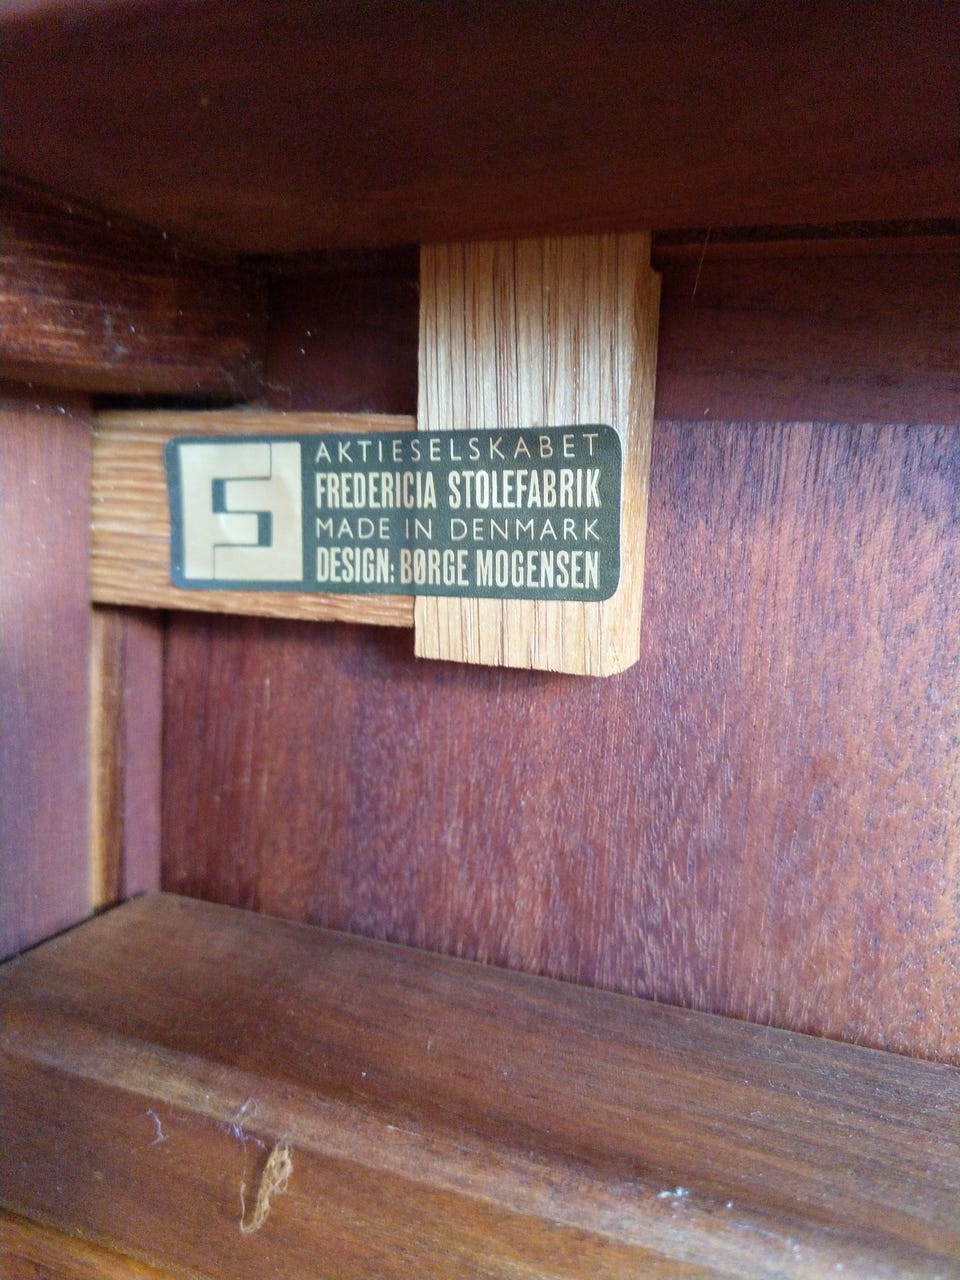 AKTIESELSKABET
FREDERICIA STOLEFABRIK
MADE IN DENMARK
DESIGN: BØRGE MOGENSEN